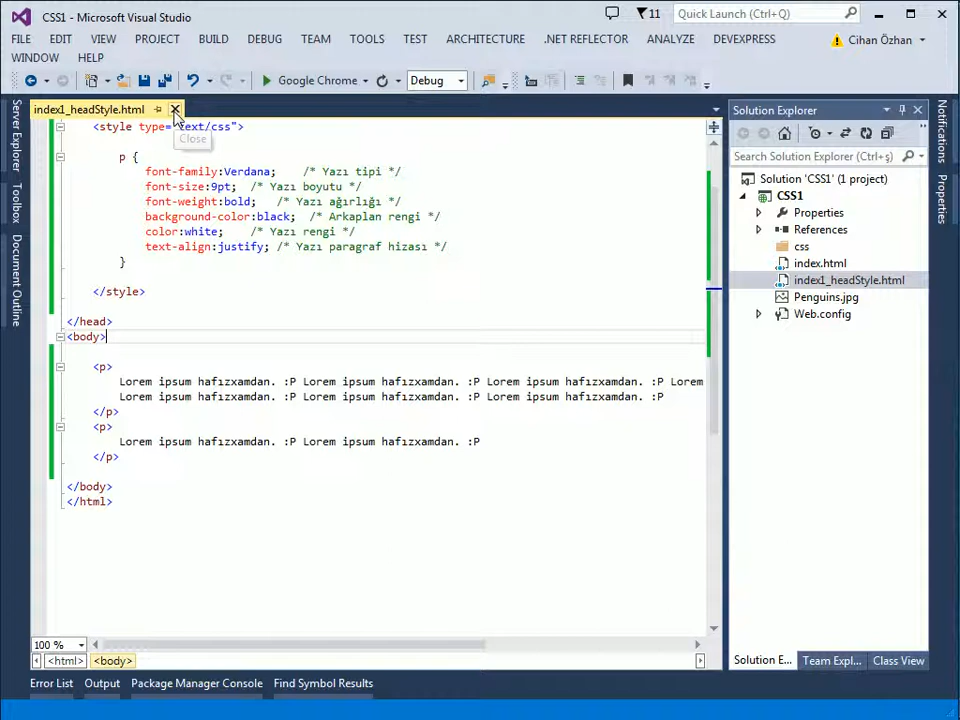 CSS1 - Microsoft Visual Studio
11
Quick Launch (Ctrl+Q)
FILE EDIT VIEW PROJECT BUILD DEBUG TEAM TOOLS TEST ARCHITECTURE .NET REFLECTOR ANALYZE DEVEXPRESS
Cihan Özhan
WINDOW HELP
Google Chrome
Debug
Server Explorer
Toolbox
Document Outline
index1_headStyle.html
Close
<style type="text/css">
p {
font-family:Verdana; /* Yazı tipi */
font-size:9pt; /* Yazı boyutu */
font-weight:bold; /* Yazı ağırlığı */
background-color:black; /* Arkaplan rengi */
color:white; /* Yazı rengi */
text-align:justify; /* Yazı paragraf hizası */
}
</style>
</head>
<body>
<p>
Lorem ipsum hafızxamdan. :P Lorem ipsum hafızxamdan. :P Lorem ipsum hafızxamdan. :P Lorem
Lorem ipsum hafızxamdan. :P Lorem ipsum hafızxamdan. :P Lorem ipsum hafızxamdan. :P
</p>
<p>
Lorem ipsum hafızxamdan. :P Lorem ipsum hafızxamdan. :P
</p>
</body>
</html>
100 %
<html> <body>
Solution Explorer
Search Solution Explorer (Ctrl+ş)
Solution 'CSS1' (1 project)
CSS1
Properties
References
css
index.html
index1_headStyle.html
Penguins.jpg
Web.config
Solution E... Team Expl... Class View
Notifications
Properties
Error List Output Package Manager Console Find Symbol Results